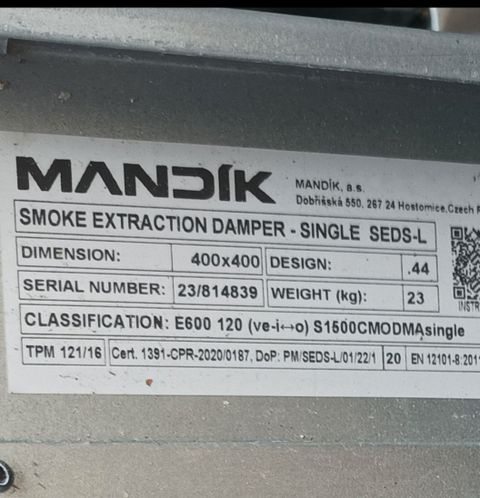 MANDÍK
MANDÍK, a.s.
Dobříšská 550, 267 24 Hostomice, Czech
SMOKE EXTRACTION DAMPER - SINGLE SEDS-L
DIMENSION: 400x400 DESIGN: .44
SERIAL NUMBER: 23/814839 WEIGHT (kg): 23
CLASSIFICATION: E600 120 (ve-i↔o) S1500CMODMAsingle
TPM 121/16 Cert. 1391-CPR-2020/0187, DoP: PM/SEDS-L/01/22/1 20 EN 12101-8:2011